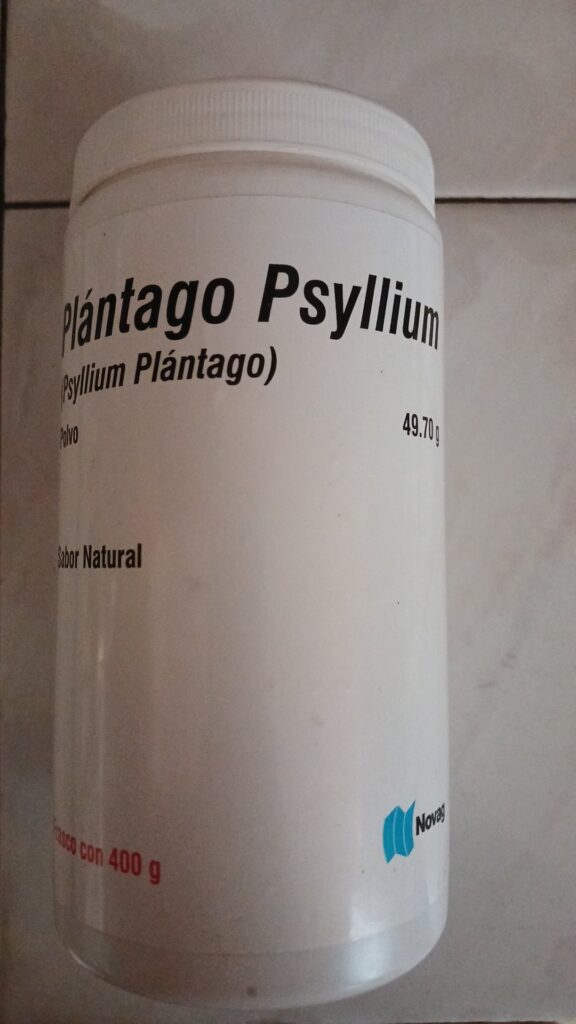 Plántago Psyllium
(Psyllium Plántago)
Polvo 49.70 g
Sabor Natural
Frasco con 400 g
Novag